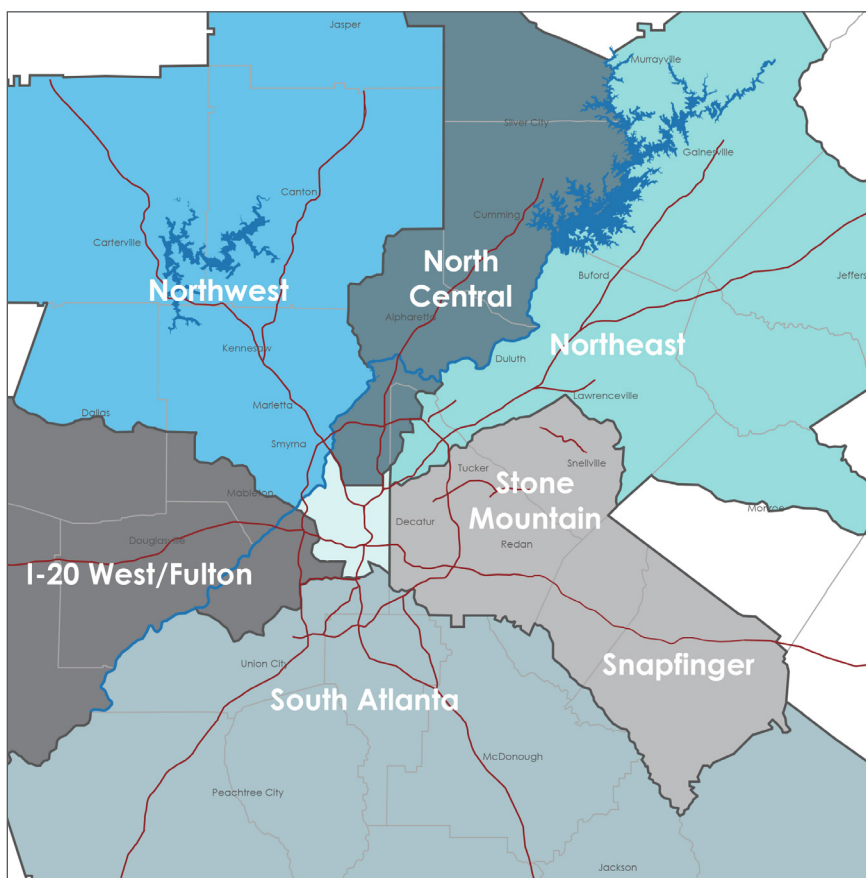 Jasper
Murrayville
Silver City
Gainesville
Canton
Cumming
Carterville
North
Central
Northwest
Buford
Jeffers
Alpharetta
Northeast
Kennesaw
Duluth
Lawrenceville
Marietta
Dallas
Smyrna
Tucker
Snellville
Stone
Mountain
Mableton
Monroe
Decatur
Douglasville
Redan
I-20 West/Fulton
Union City
Snapfinger
South Atlanta
McDonough
Peachtree City
Jackson